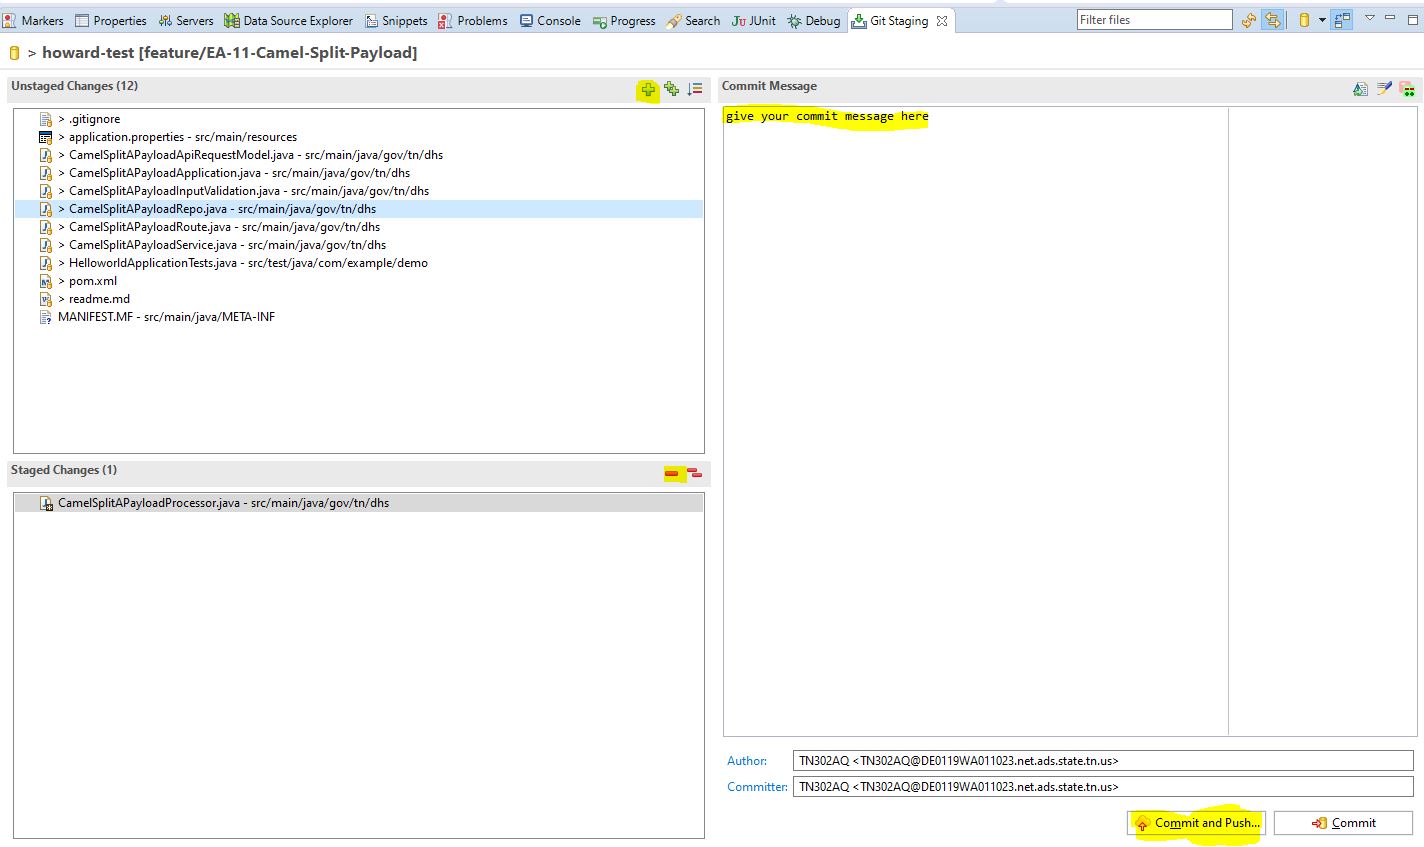 Markers Properties Servers Data Source Explorer Snippets Problems Console Progress Search Ju JUnit Debug Git Staging Filter files
> howard-test [feature/EA-11-Camel-Split-Payload]
Unstaged Changes (12)
> .gitignore
> application.properties - src/main/resources
> CamelSplitAPayloadApiRequestModel.java - src/main/java/gov/tn/dhs
> CamelSplitAPayloadApplication.java - src/main/java/gov/tn/dhs
> CamelSplitAPayloadInputValidation.java - src/main/java/gov/tn/dhs
> CamelSplitAPayloadRepo.java - src/main/java/gov/tn/dhs
> CamelSplitAPayloadRoute.java - src/main/java/gov/tn/dhs
> CamelSplitAPayloadService.java - src/main/java/gov/tn/dhs
> HelloworldApplicationTests.java - src/test/java/com/example/demo
> pom.xml
> readme.md
MANIFEST.MF - src/main/java/META-INF
Staged Changes (1)
CamelSplitAPayloadProcessor.java - src/main/java/gov/tn/dhs
Commit Message
give your commit message here
Author: TN302AQ <TN302AQ@DE0119WA011023.net.ads.state.tn.us>
Committer: TN302AQ <TN302AQ@DE0119WA011023.net.ads.state.tn.us>
Commit and Push... Commit